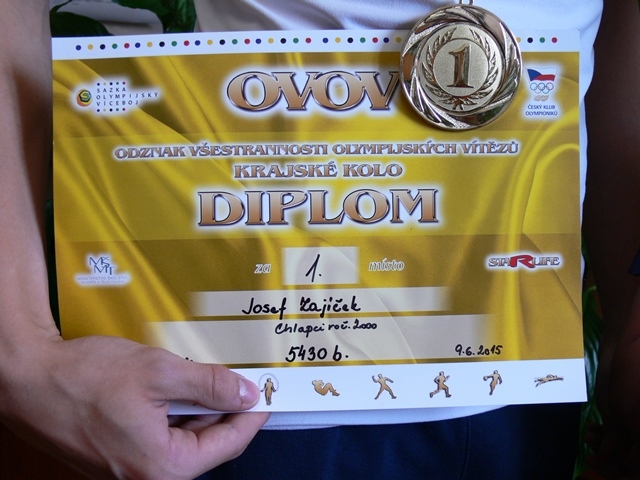 1
SAZKA
OLYMPIJSKÝ
VÍCEBOJ
OVOV
ČESKÝ KLUB
OLYMPIONIKŮ
ODZNAK VŠESTRANNOSTI OLYMPIJSKÝCH VÍTĚZŮ
KRAJSKÉ KOLO
DIPLOM
za 1. místo
STARLIFE
Josef Zajíček
Chlapci roč. 2000
5430 b. 9.6.2015